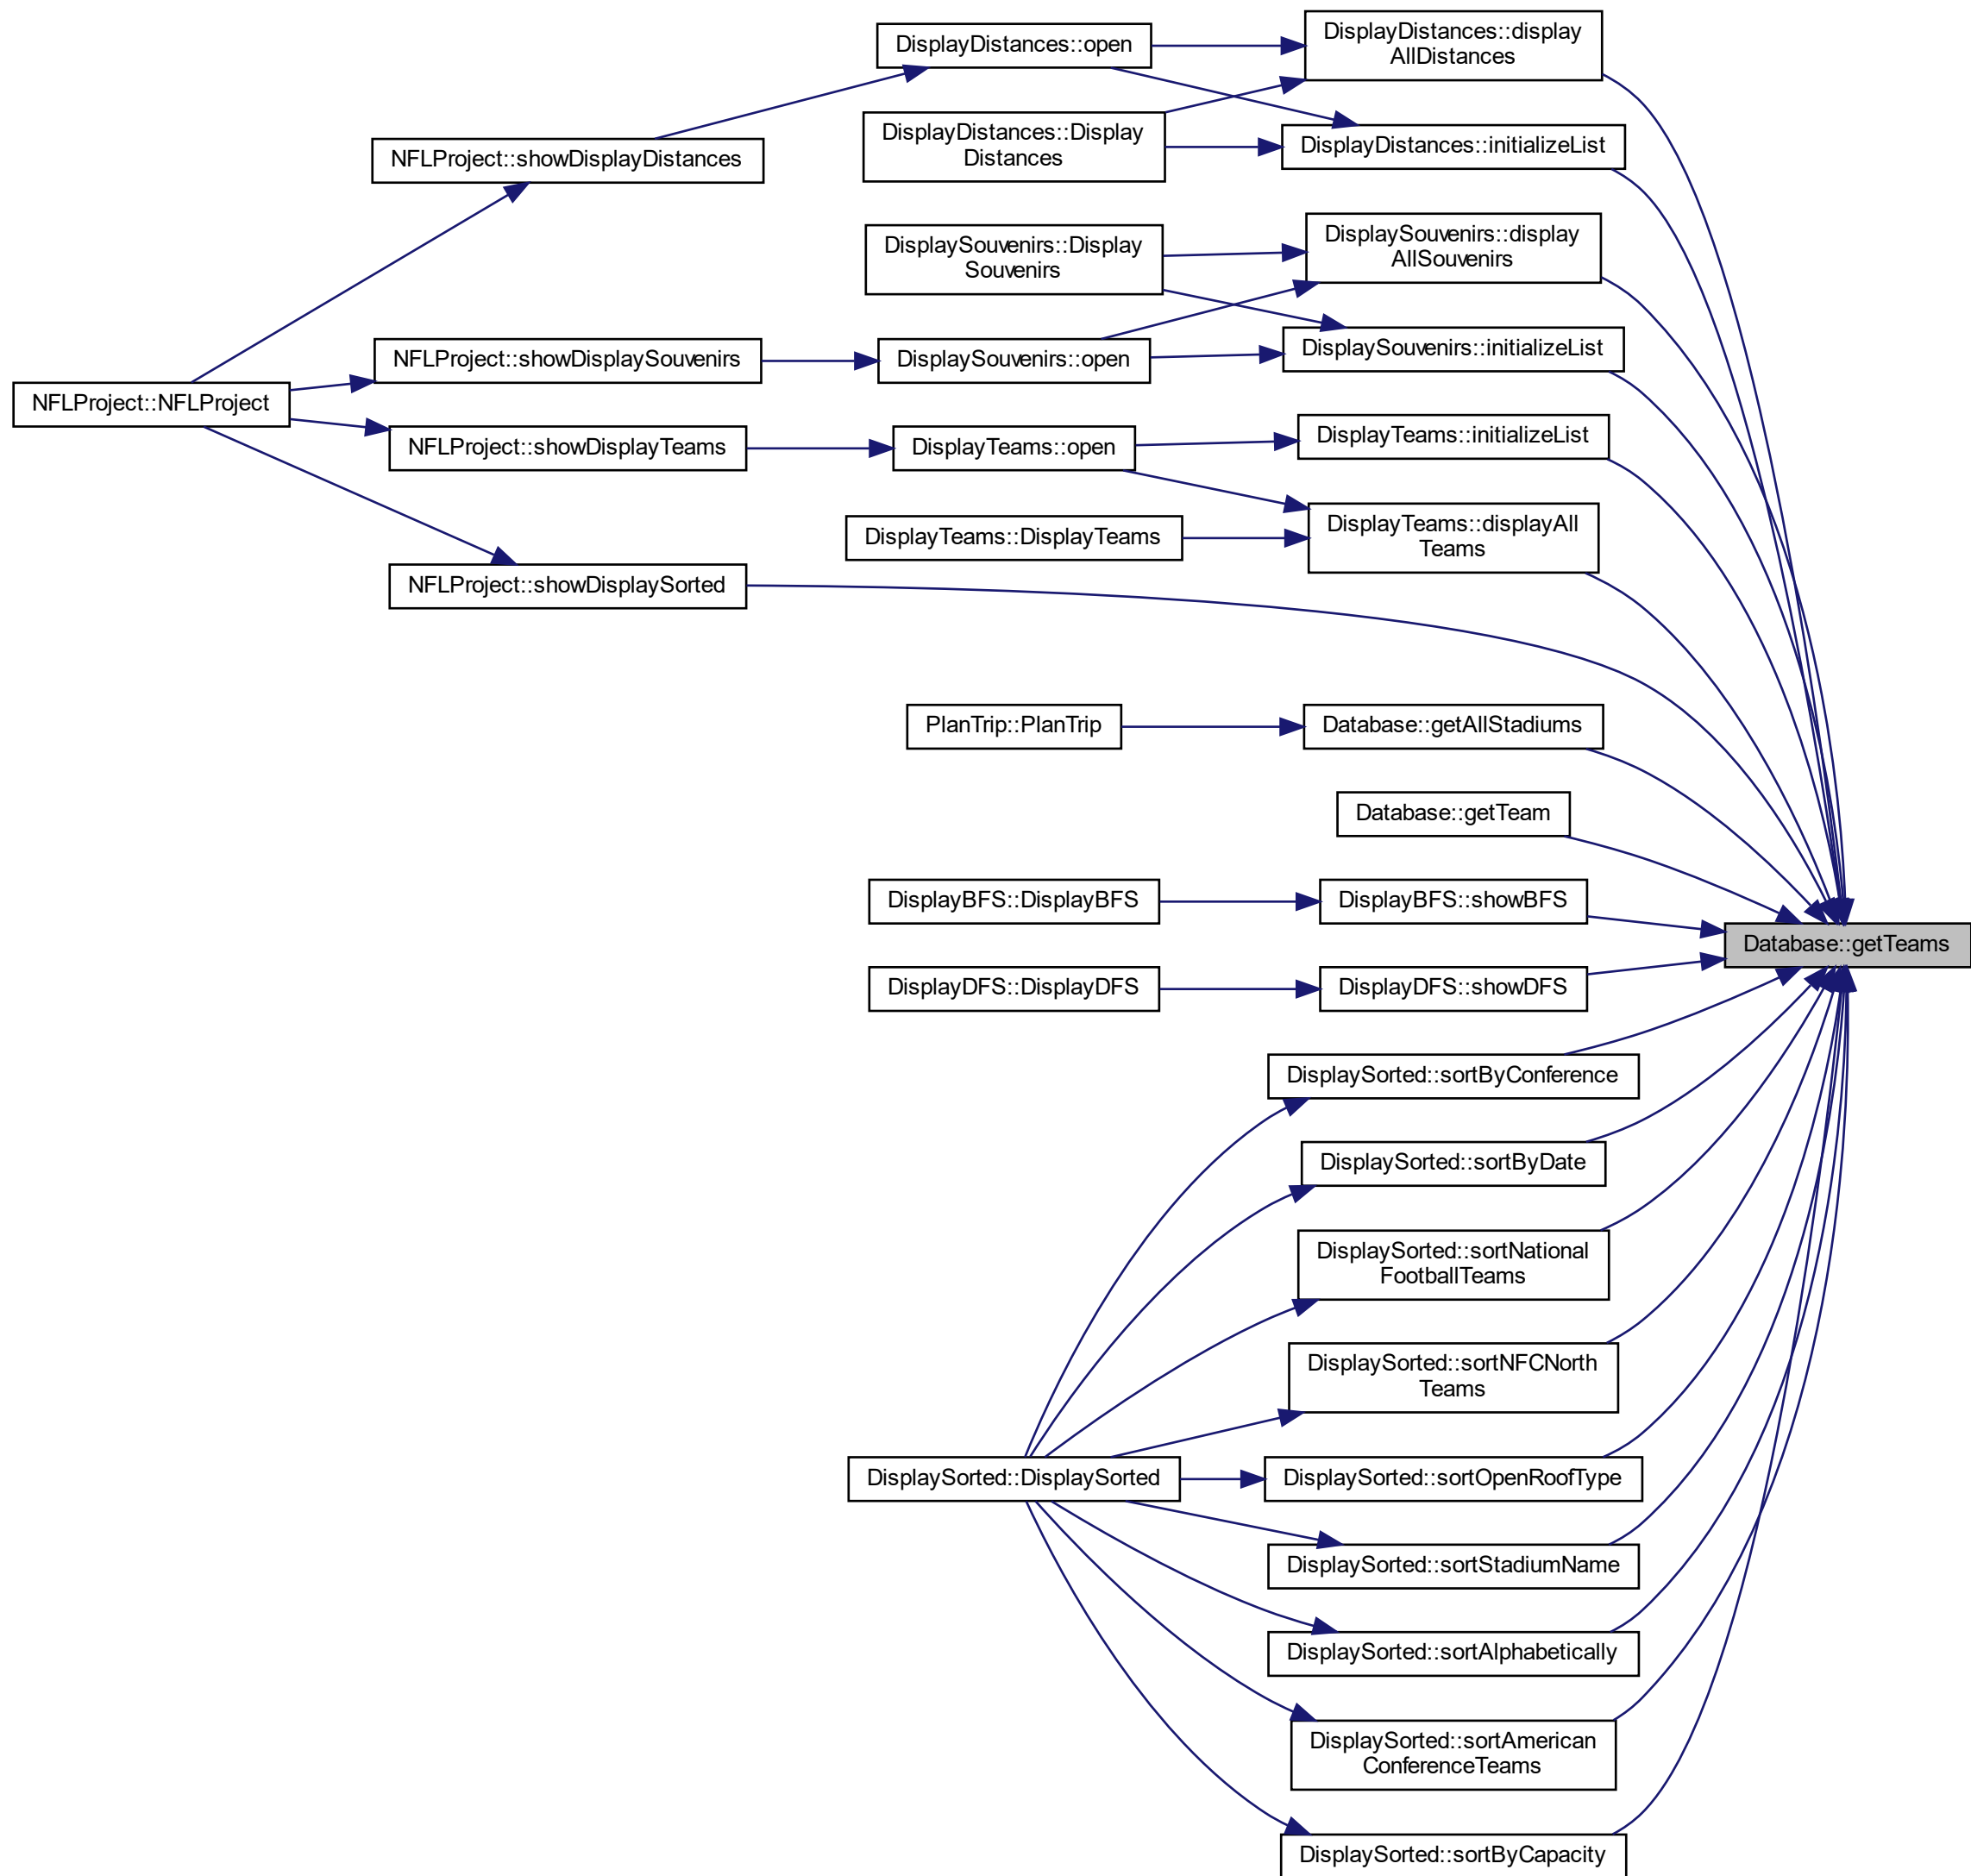 DisplayDistances::open
DisplayDistances::display
AllDistances
DisplayDistances::Display
Distances
DisplayDistances::initializeList
NFLProject::showDisplayDistances
DisplaySouvenirs::Display
Souvenirs
DisplaySouvenirs::display
AllSouvenirs
NFLProject::showDisplaySouvenirs
DisplaySouvenirs::open
DisplaySouvenirs::initializeList
NFLProject::NFLProject
NFLProject::showDisplayTeams
DisplayTeams::open
DisplayTeams::initializeList
DisplayTeams::DisplayTeams
DisplayTeams::displayAll
Teams
NFLProject::showDisplaySorted
PlanTrip::PlanTrip
Database::getAllStadiums
Database::getTeam
DisplayBFS::DisplayBFS
DisplayBFS::showBFS
Database::getTeams
DisplayDFS::DisplayDFS
DisplayDFS::showDFS
DisplaySorted::sortByConference
DisplaySorted::sortByDate
DisplaySorted::sortNational
FootballTeams
DisplaySorted::sortNFCNorth
Teams
DisplaySorted::DisplaySorted
DisplaySorted::sortOpenRoofType
DisplaySorted::sortStadiumName
DisplaySorted::sortAlphabetically
DisplaySorted::sortAmerican
ConferenceTeams
DisplaySorted::sortByCapacity